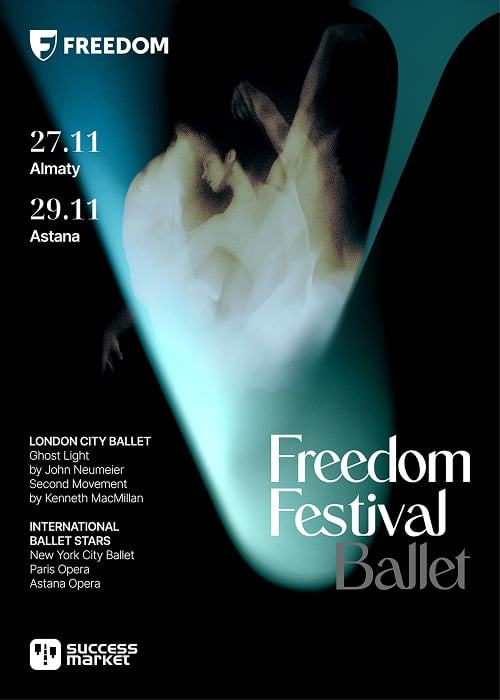 FREEDOM
27.11
Almaty
29.11
Astana
LONDON CITY BALLET
Ghost Light
by John Neumeier
Second Movement
by Kenneth MacMillan
INTERNATIONAL
BALLET STARS
New York City Ballet
Paris Opera
Astana Opera
Freedom
Festival
Ballet
success
market